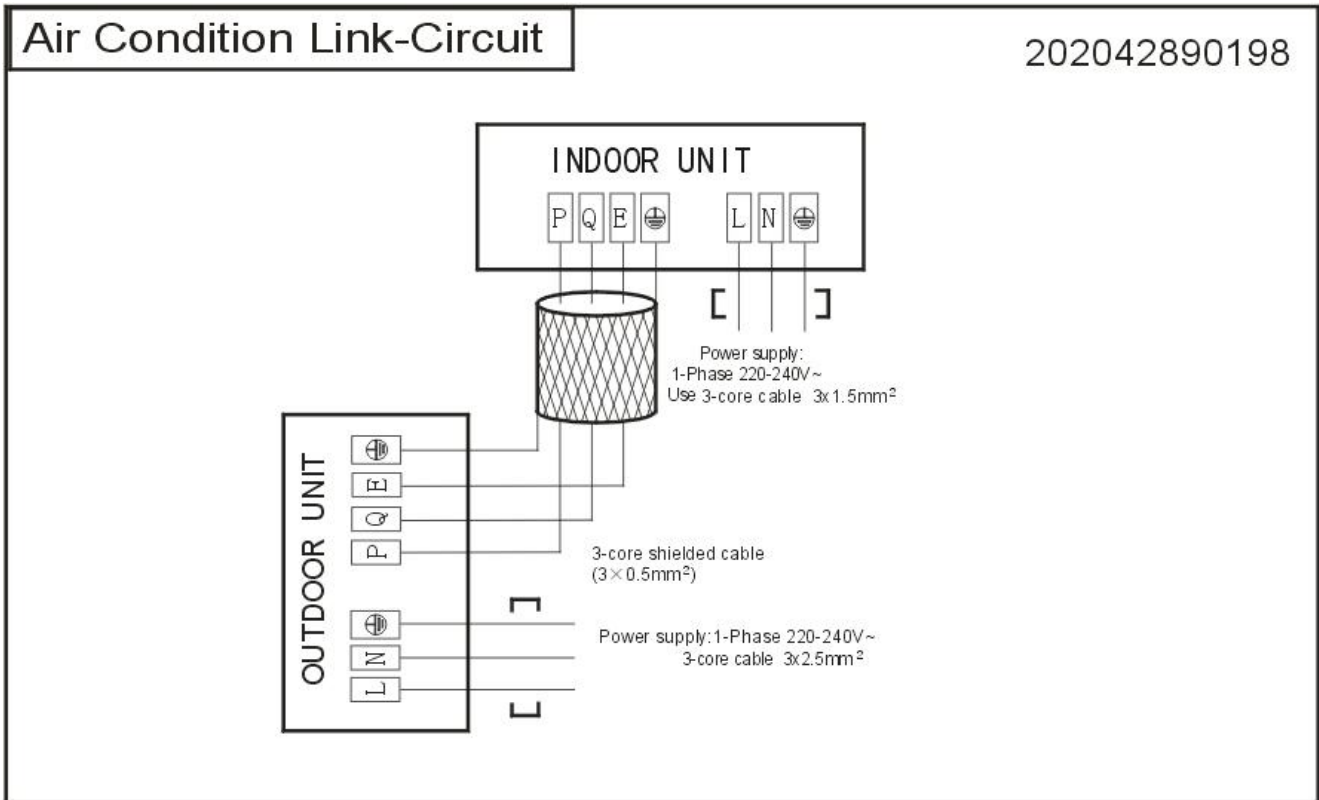 Air Condition Link-Circuit
202042890198
INDOOR UNIT
P Q E L N
Power supply:
1-Phase 220-240V~
Use 3-core cable 3x1.5mm²
OUTDOOR UNIT
E
Q
P
3-core shielded cable
(3×0.5mm²)
N
L
Power supply:1-Phase 220-240V~
3-core cable 3x2.5mm²